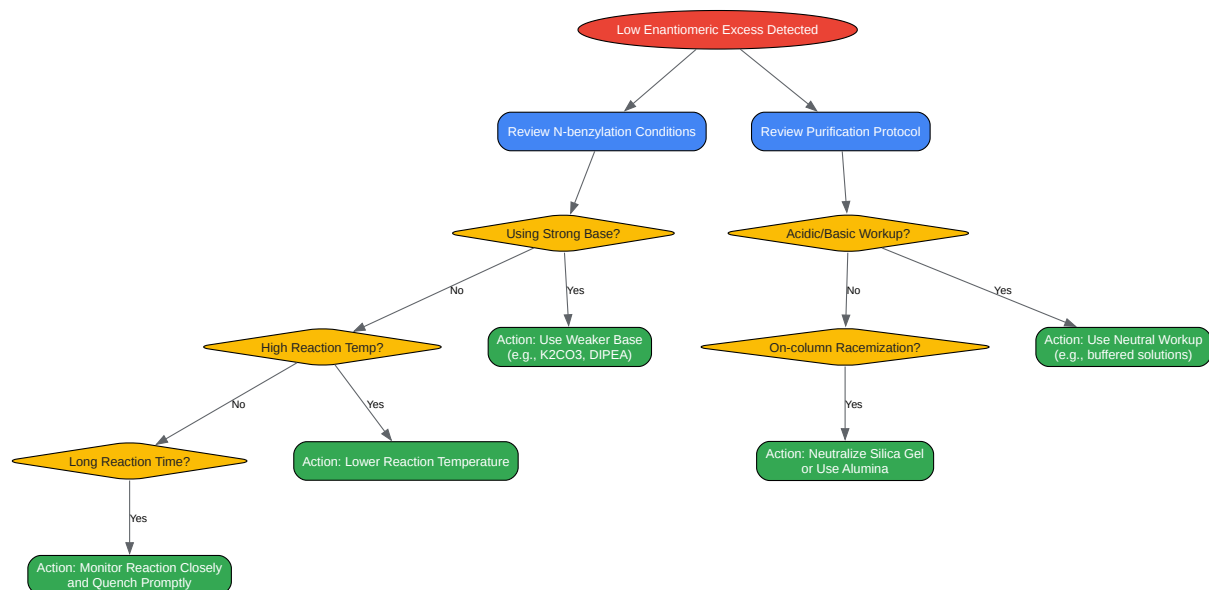 Low Enantiomeric Excess Detected
Review N-benzylation Conditions
Review Purification Protocol
Using Strong Base?
Acidic/Basic Workup?
No
Yes
No
Yes
High Reaction Temp?
Action: Use Weaker Base
(e.g., K2CO3, DIPEA)
On-column Racemization?
Action: Use Neutral Workup
(e.g., buffered solutions)
No
Yes
Yes
Long Reaction Time?
Action: Lower Reaction Temperature
Action: Neutralize Silica Gel
or Use Alumina
Yes
Action: Monitor Reaction Closely
and Quench Promptly